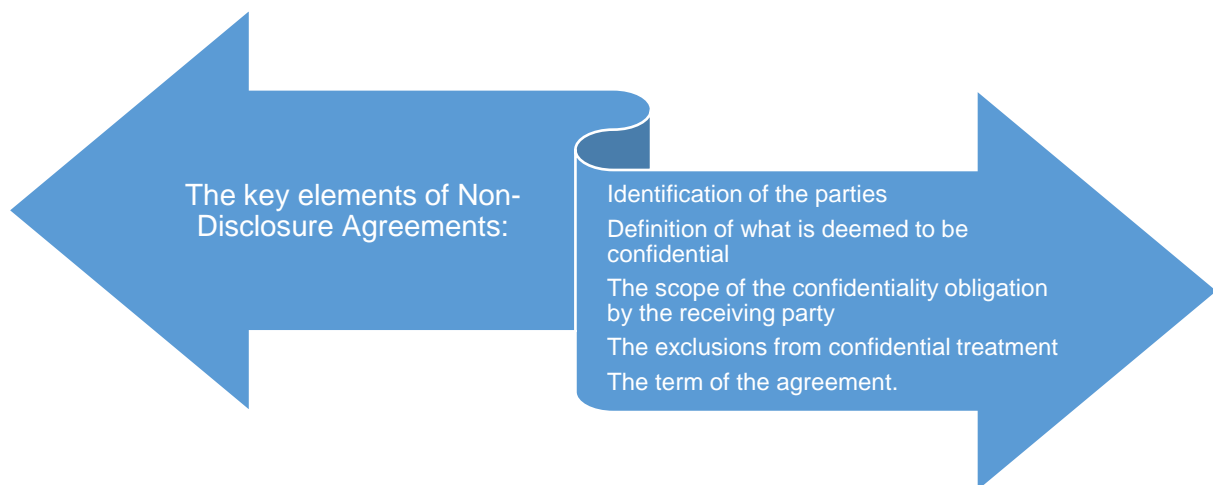 The key elements of Non-
Disclosure Agreements:
Identification of the parties
Definition of what is deemed to be
confidential
The scope of the confidentiality obligation
by the receiving party
The exclusions from confidential treatment
The term of the agreement.